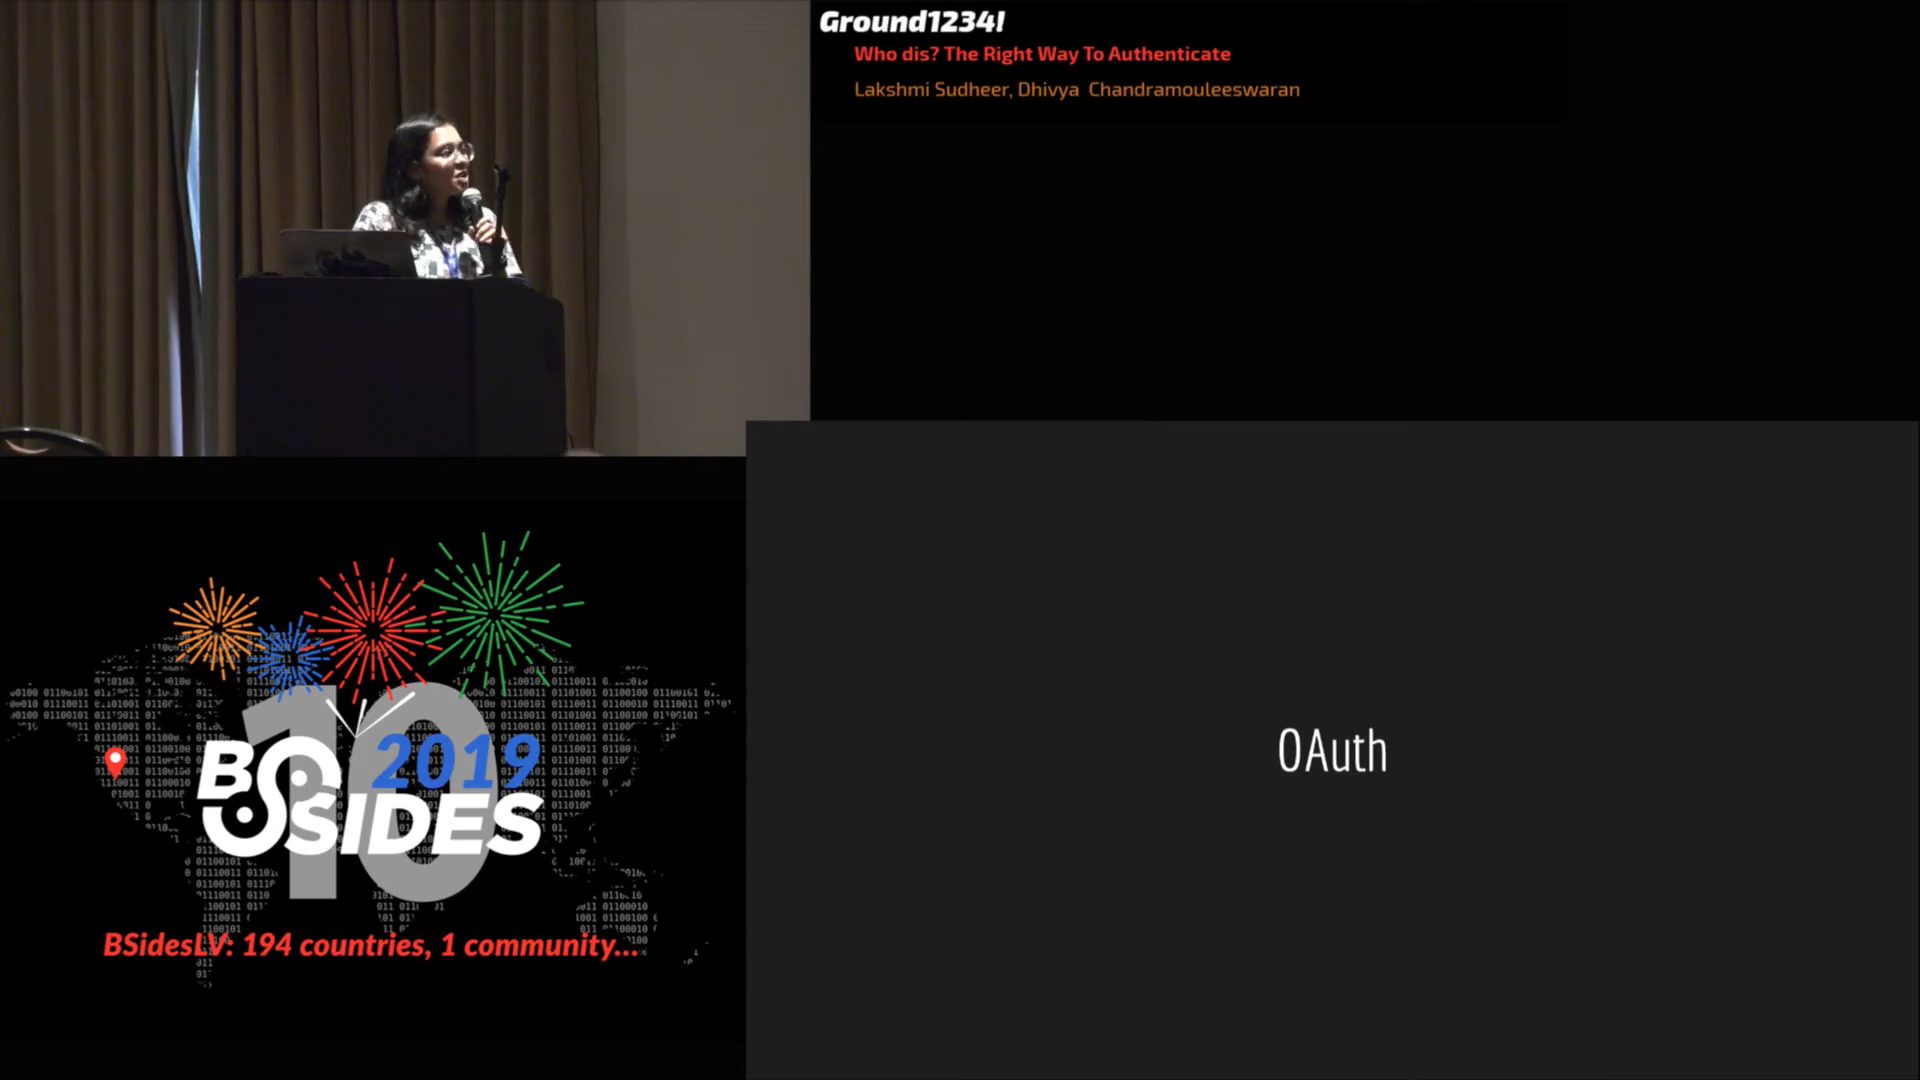 Ground1234!
Who dis? The Right Way To Authenticate
Lakshmi Sudheer, Dhivya Chandramouleeswaran
OAuth
10
2019
BSIDES
BSidesLV: 194 countries, 1 community...